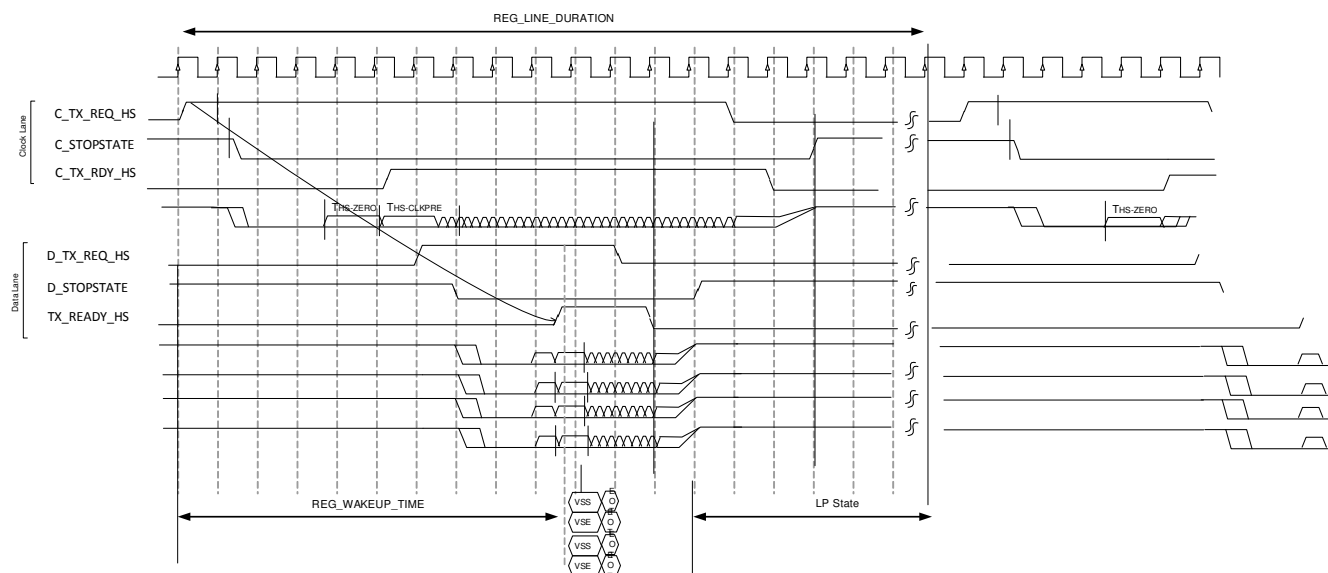 REG_LINE_DURATION
Clock Lane
C_TX_REQ_HS
C_STOPSTATE
C_TX_RDY_HS
THS-ZERO THS-CLKPRE
THS-ZERO
Data Lane
D_TX_REQ_HS
D_STOPSTATE
TX_READY_HS
REG_WAKEUP_TIME
LP State
VSS
VSE
VSS
VSE